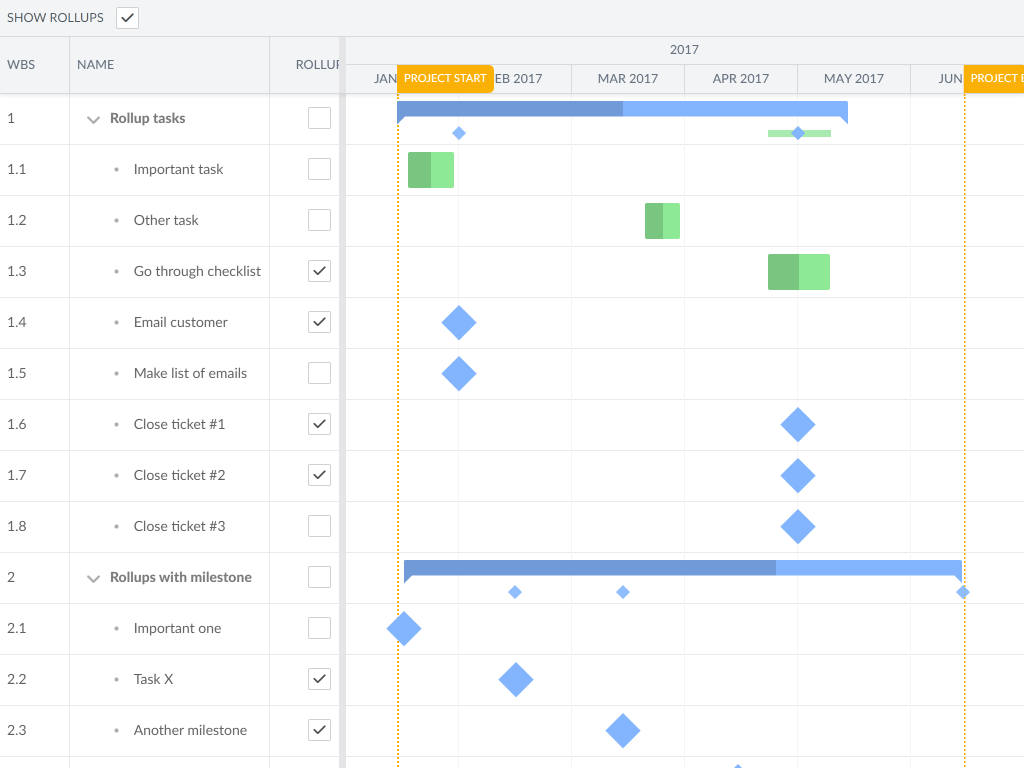 SHOW ROLLUPS
WBS NAME ROLLUP
2017
JAN PROJECT START EB 2017 MAR 2017 APR 2017 MAY 2017 JUN PROJECT E
1 Rollup tasks
1.1 Important task
1.2 Other task
1.3 Go through checklist
1.4 Email customer
1.5 Make list of emails
1.6 Close ticket #1
1.7 Close ticket #2
1.8 Close ticket #3
2 Rollups with milestone
2.1 Important one
2.2 Task X
2.3 Another milestone